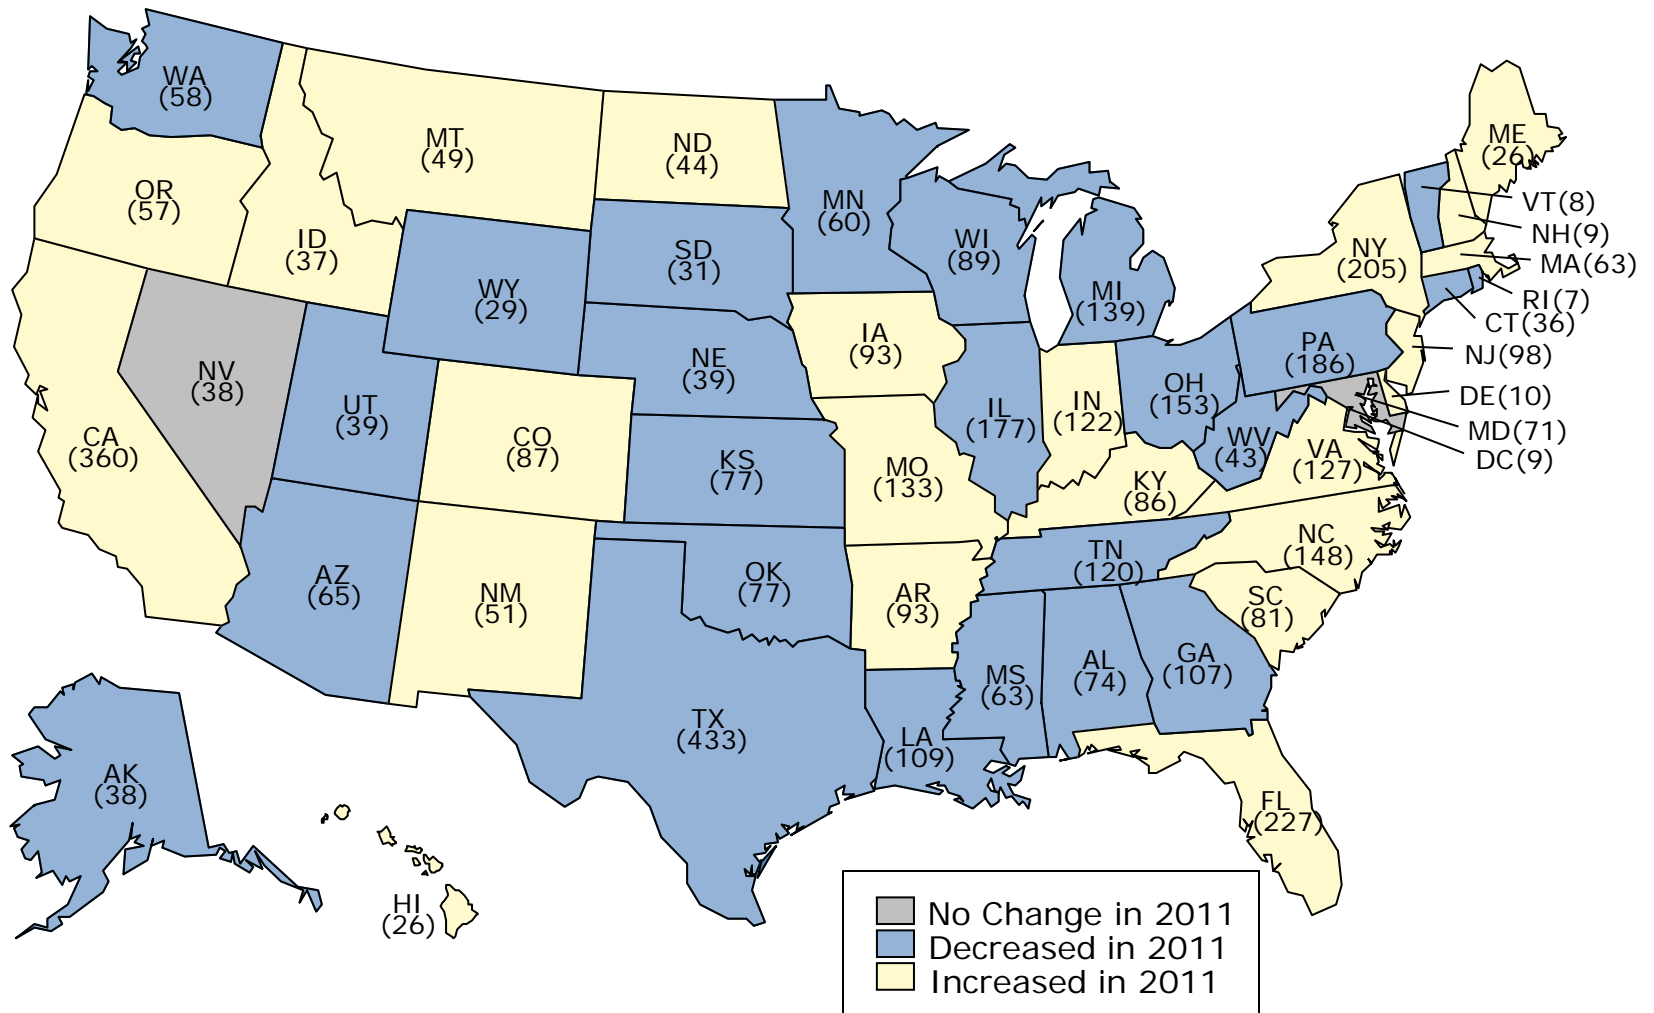 WA
(58)
MT
(49)
ND
(44)
ME
(26)
OR
(57)
ID
(37)
MN
(60)
VT(8)
NH(9)
SD
(31)
WI
(89)
NY
(205)
MA(63)
WY
(29)
MI
(139)
RI(7)
CT(36)
IA
(93)
PA
(186)
NJ(98)
NV
(38)
NE
(39)
UT
(39)
OH
(153)
DE(10)
CA
(360)
CO
(87)
IL
(177)
IN
(122)
MD(71)
WV
(43)
VA
(127)
DC(9)
KS
(77)
MO
(133)
KY
(86)
NC
(148)
TN
(120)
AZ
(65)
NM
(51)
OK
(77)
AR
(93)
SC
(81)
MS
(63)
AL
(74)
GA
(107)
TX
(433)
LA
(109)
AK
(38)
FL
(227)
HI
(26)
No Change in 2011
Decreased in 2011
Increased in 2011